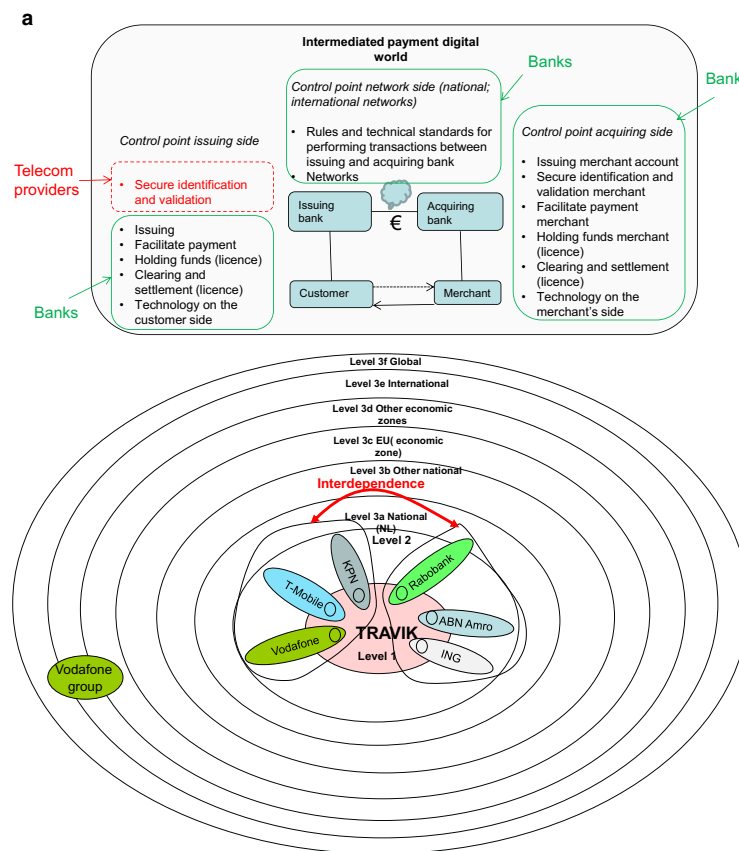 a
Intermediated payment digital
world
Banks
Banks
Control point network side (national;
international networks)
• Rules and technical standards for
performing transactions between
issuing and acquiring bank
• Networks
Control point issuing side
Telecom
providers
• Secure identification
and validation
• Issuing
• Facilitate payment
• Holding funds (licence)
• Clearing and
settlement (licence)
• Technology on the
customer side
Banks
Issuing
bank
€
Acquiring
bank
Customer
Merchant
Control point acquiring side
• Issuing merchant account
• Secure identification and
validation merchant
• Facilitate payment
merchant
• Holding funds merchant
(licence)
• Clearing and settlement
(licence)
• Technology on the
merchant's side
Level 3f Global
Level 3e International
Level 3d Other economic
zones
Level 3c EU( economic
zone)
Level 3b Other national
Interdependence
Level 3a National
(NL)
Level 2
KPN
Rabobank
T-Mobile
ABN Amro
TRAVIK
Vodafone
Level 1
ING
Vodafone
group